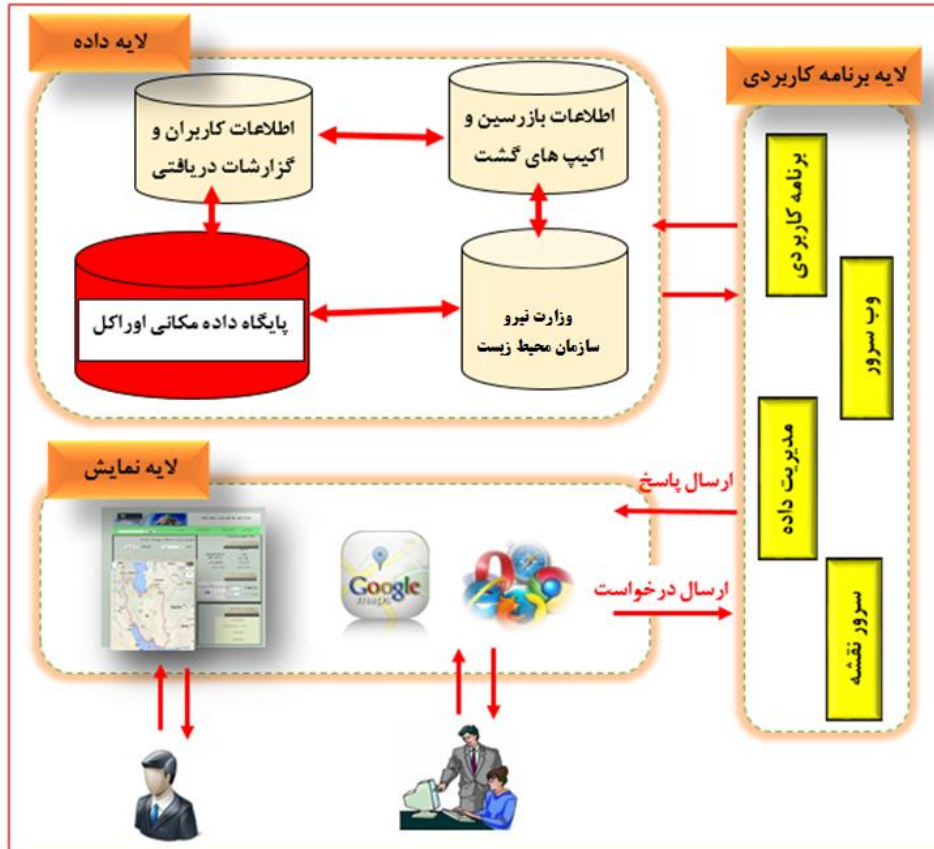 لایه داده
لایه برنامه کاربردی
اطلاعات بازرسین و
اکیپ های گشت
اطلاعات کاربران و
گزارشات دریافتی
وزارت نیرو
سازمان محیط زیست
پایگاه داده مکانی اوراکل
برنامه کاربردی
وب سرور
مدیریت داده
سرور نقشه
لایه نمایش
ارسال پاسخ
ارسال درخواست
Google
maps